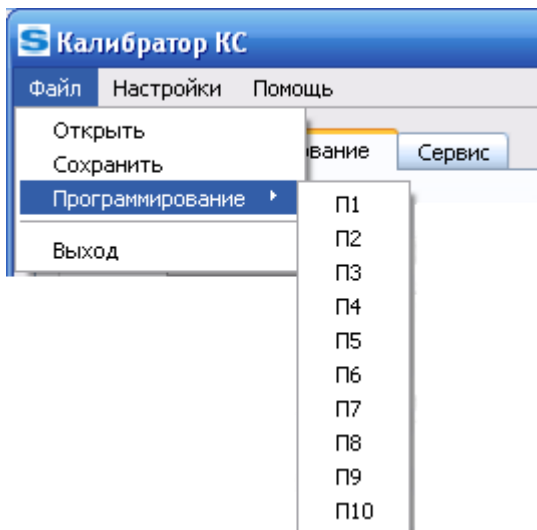 S Калибратор КС
Файл Настройки Помощь
Открыть
вание Сервис
Сохранить
Программирование
П1
П2
Выход
П3
П4
П5
П6
П7
П8
П9
П10